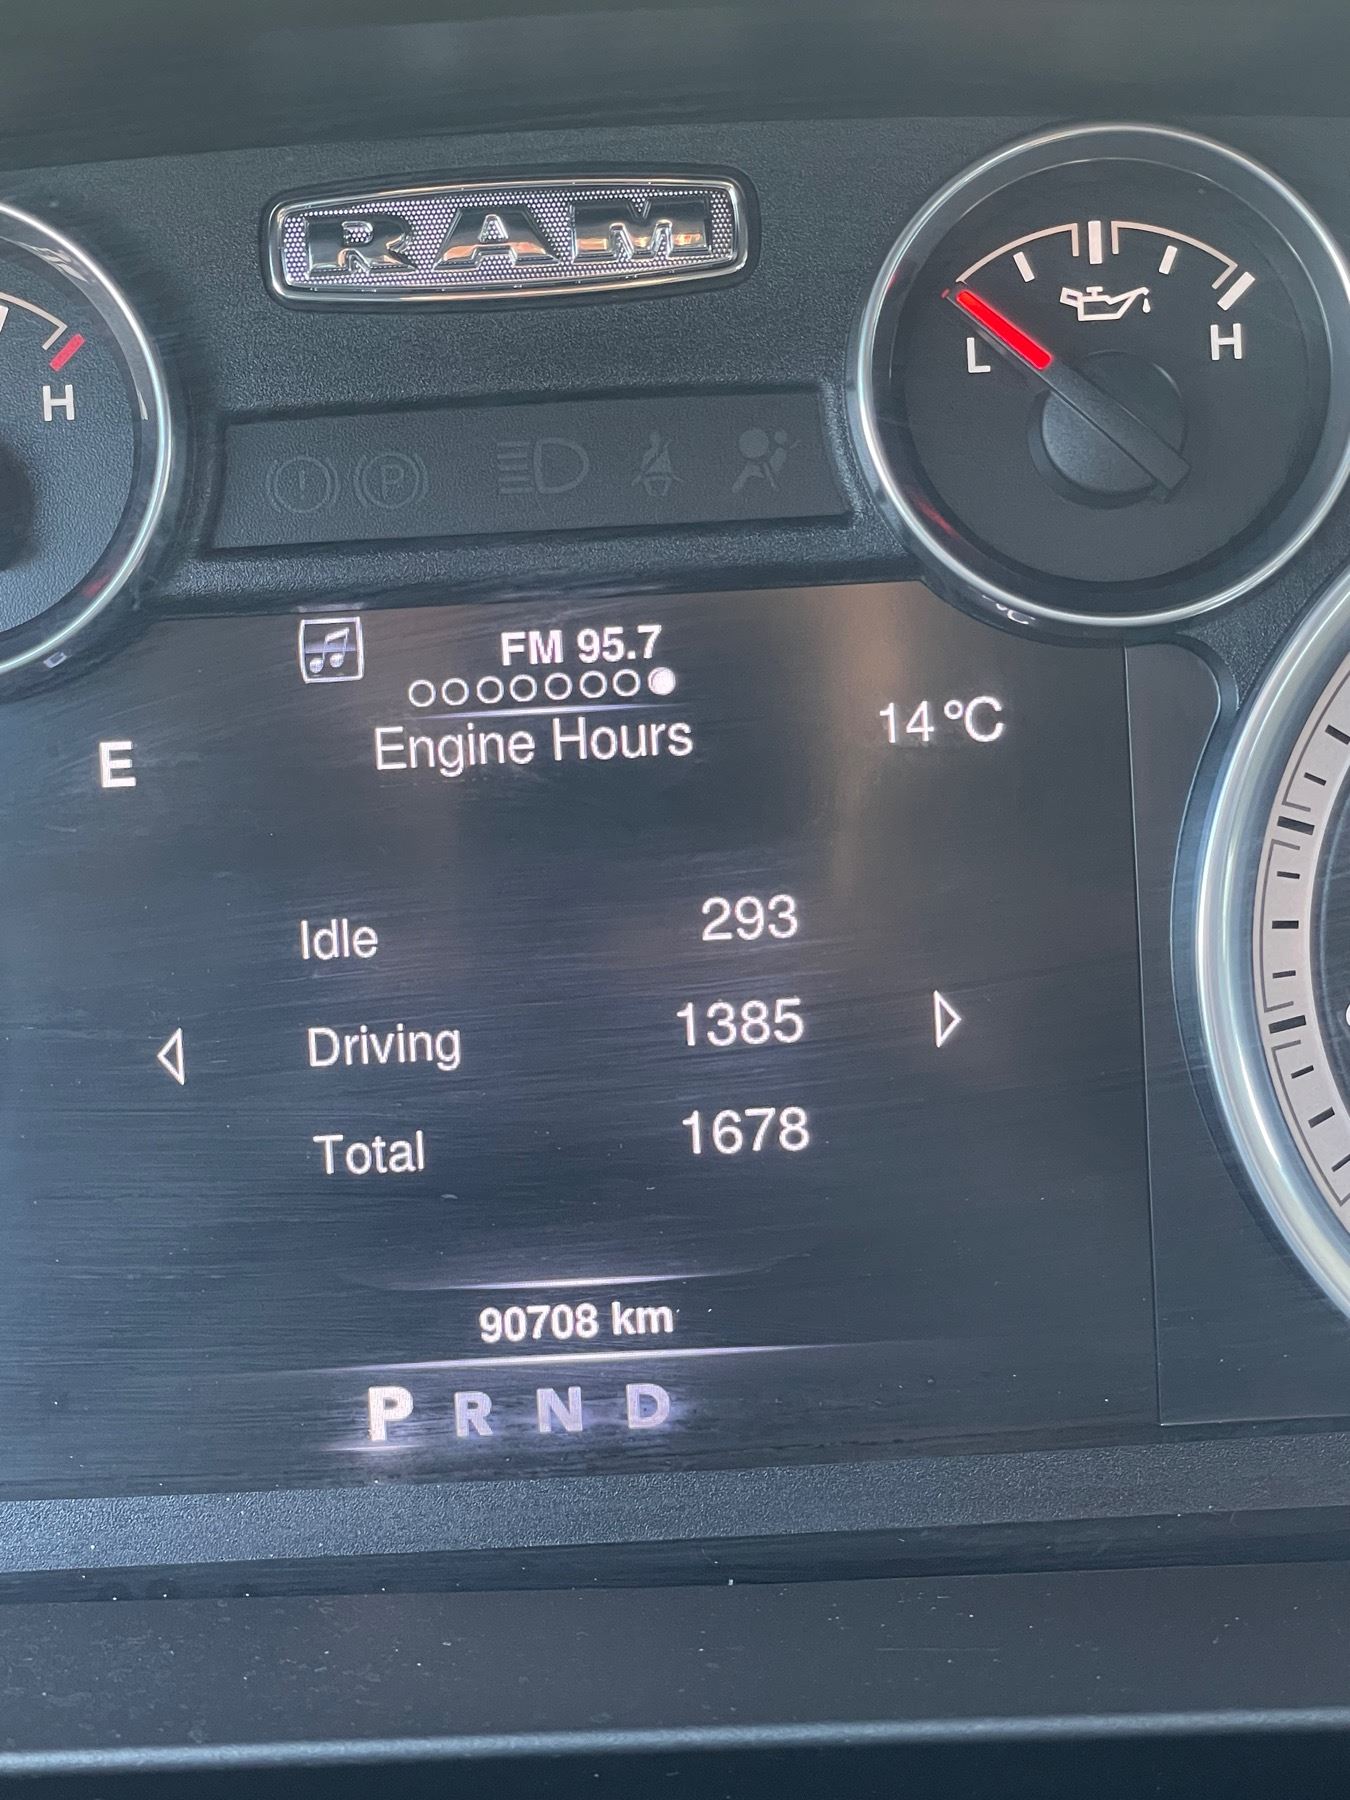 RAM
H
L
H
FM 95.7
Engine Hours
14°C
E
Idle 293
Driving 1385
Total 1678
90708 km
P R N D